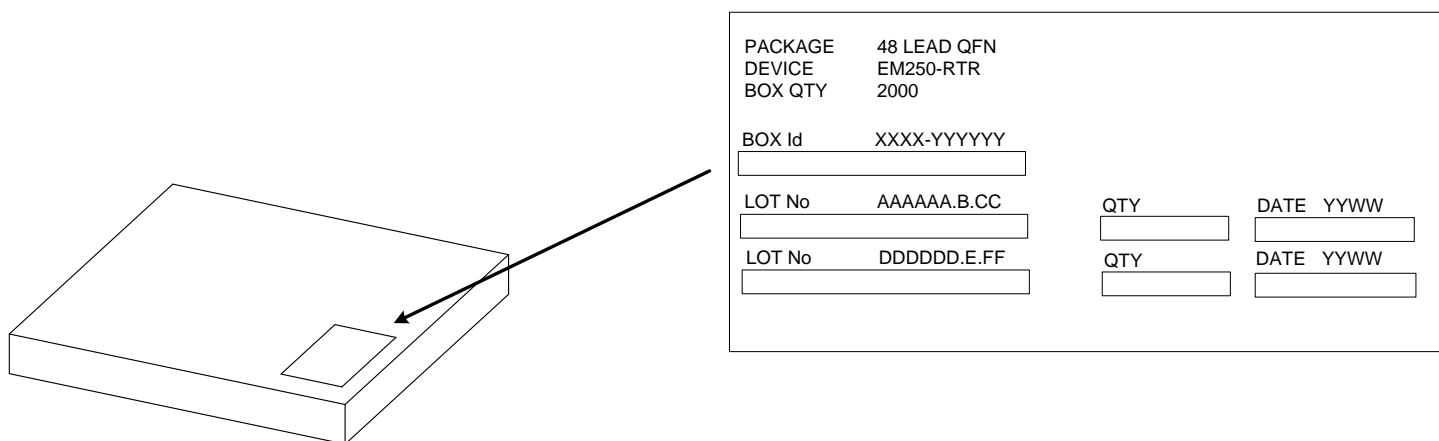 PACKAGE 48 LEAD QFN
DEVICE EM250-RTR
BOX QTY 2000
BOX Id XXXX-YYYYYY
LOT No AAAAAA.B.CC QTY DATE YYWW
LOT No DDDDDD.E.FF QTY DATE YYWW